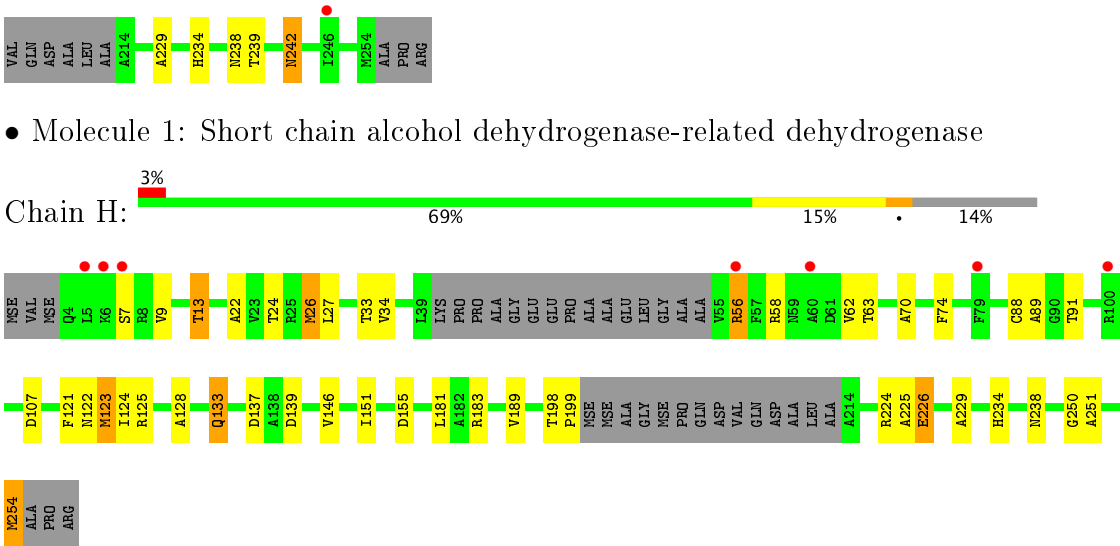 VAL GLN ASP ALA LEU ALA A214 A229 H234 N238 T239 N242 I246 M254 ALA PRO ARG
• Molecule 1: Short chain alcohol dehydrogenase-related dehydrogenase
3%
Chain H:
69% 15% • 14%
MSE VAL MSE Q4 L5 K6 S7 R8 V9 T13 A22 V23 T24 R25 M26 L27 T33 V34 L39 LYS PRO PRO ALA GLY GLU GLU PRO ALA ALA GLU LEU GLY ALA ALA V55 R56 F57 R58 N59 A60 D61 V62 T63 A70 F74 F79 C88 A89 G90 T91 R100
D107 F121 N122 M123 I124 R125 A128 Q133 D137 A138 D139 V146 I151 D155 L181 A182 R183 V189 T198 P199 MSE MSE ALA GLY MSE PRO GLN ASP VAL GLN ASP ALA LEU ALA A214 R224 A225 E226 A229 H234 N238 G250 A251
M254 ALA PRO ARG